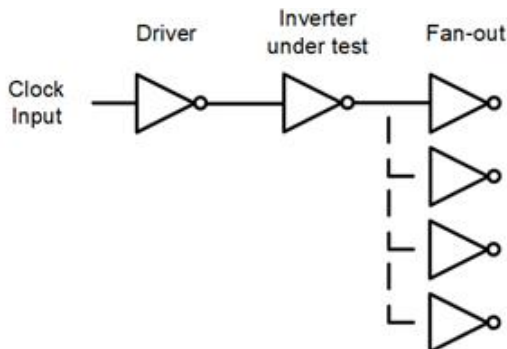 Driver
Inverter
under test
Fan-out
Clock
Input